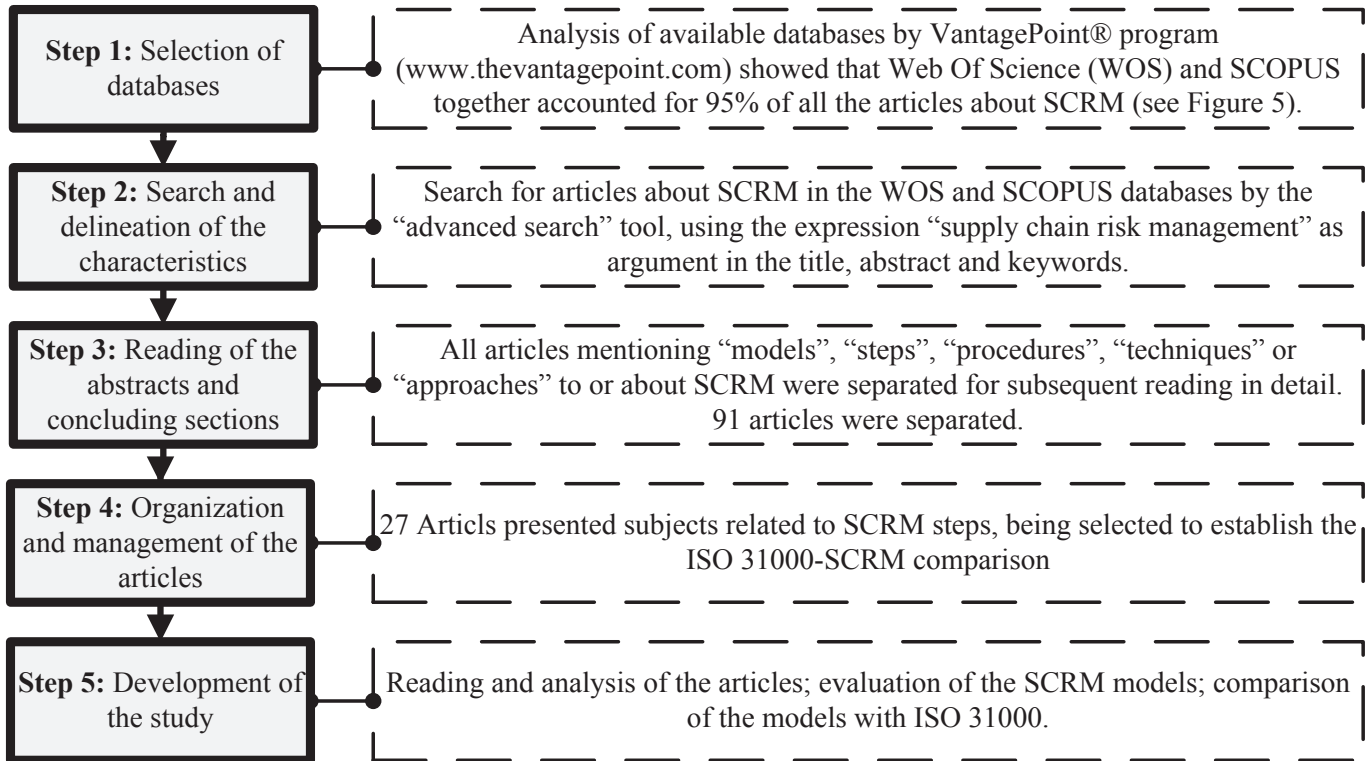 Step 1: Selection of
databases
Analysis of available databases by VantagePoint® program
(www.thevantagepoint.com) showed that Web Of Science (WOS) and SCOPUS
together accounted for 95% of all the articles about SCRM (see Figure 5).
Step 2: Search and
delineation of the
characteristics
Search for articles about SCRM in the WOS and SCOPUS databases by the
“advanced search” tool, using the expression “supply chain risk management” as
argument in the title, abstract and keywords.
Step 3: Reading of the
abstracts and
concluding sections
All articles mentioning “models”, “steps”, “procedures”, “techniques” or
“approaches” to or about SCRM were separated for subsequent reading in detail.
91 articles were separated.
Step 4: Organization
and management of the
articles
27 Articls presented subjects related to SCRM steps, being selected to establish the
ISO 31000-SCRM comparison
Step 5: Development of
the study
Reading and analysis of the articles; evaluation of the SCRM models; comparison
of the models with ISO 31000.